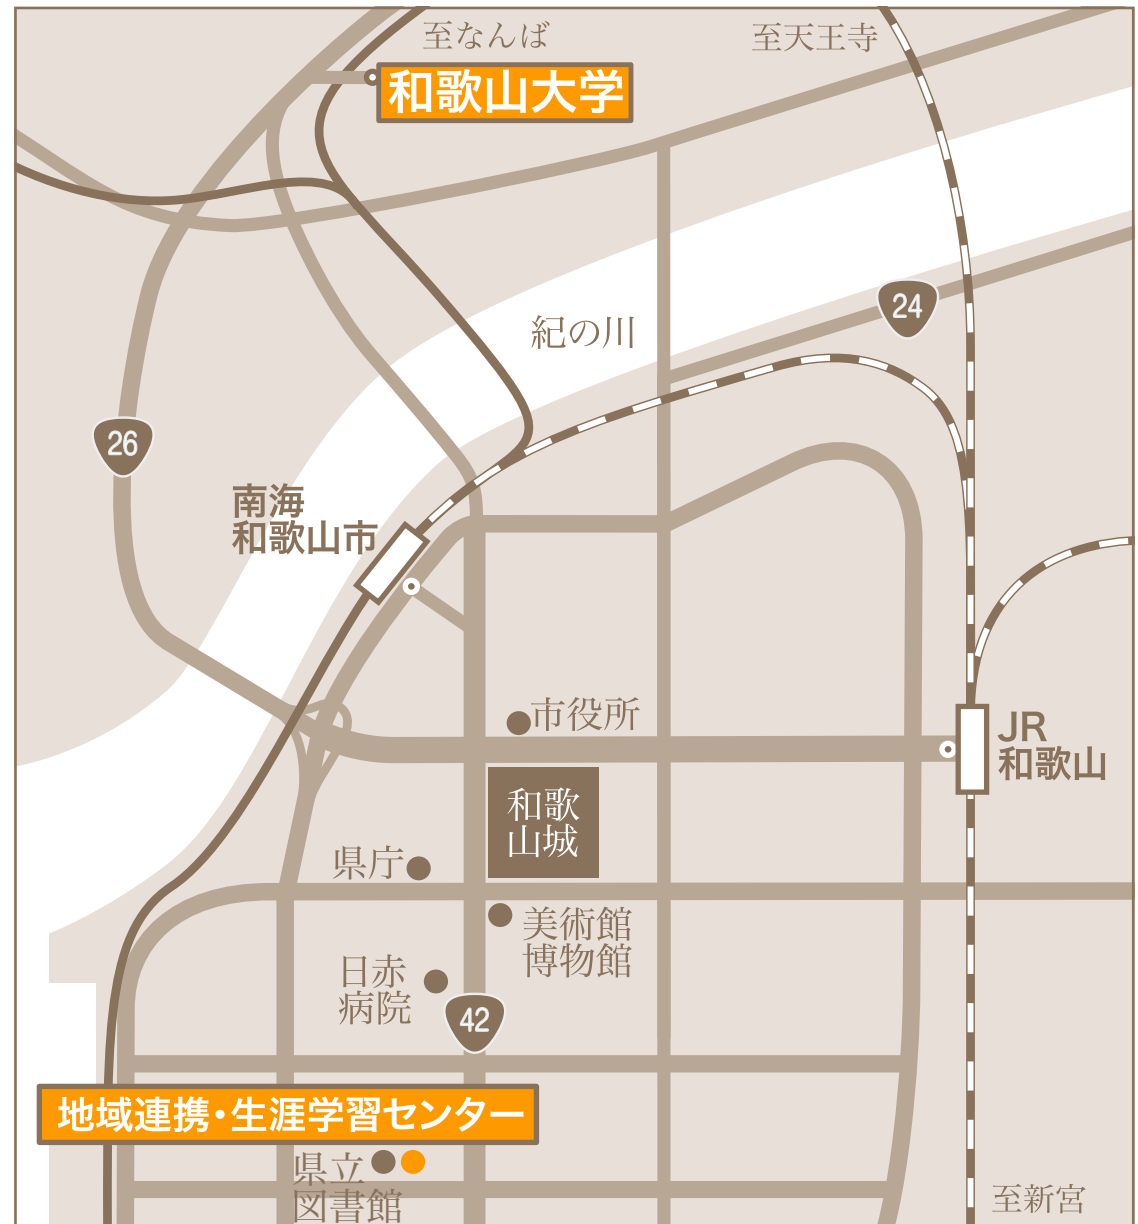 至なんば
至天王寺
和歌山大学
24
紀の川
26
南海
和歌山市
市役所
JR
和歌山
和歌
山城
県庁
美術館
博物館
日赤
病院
42
地域連携・生涯学習センター
県立
図書館
至新宮